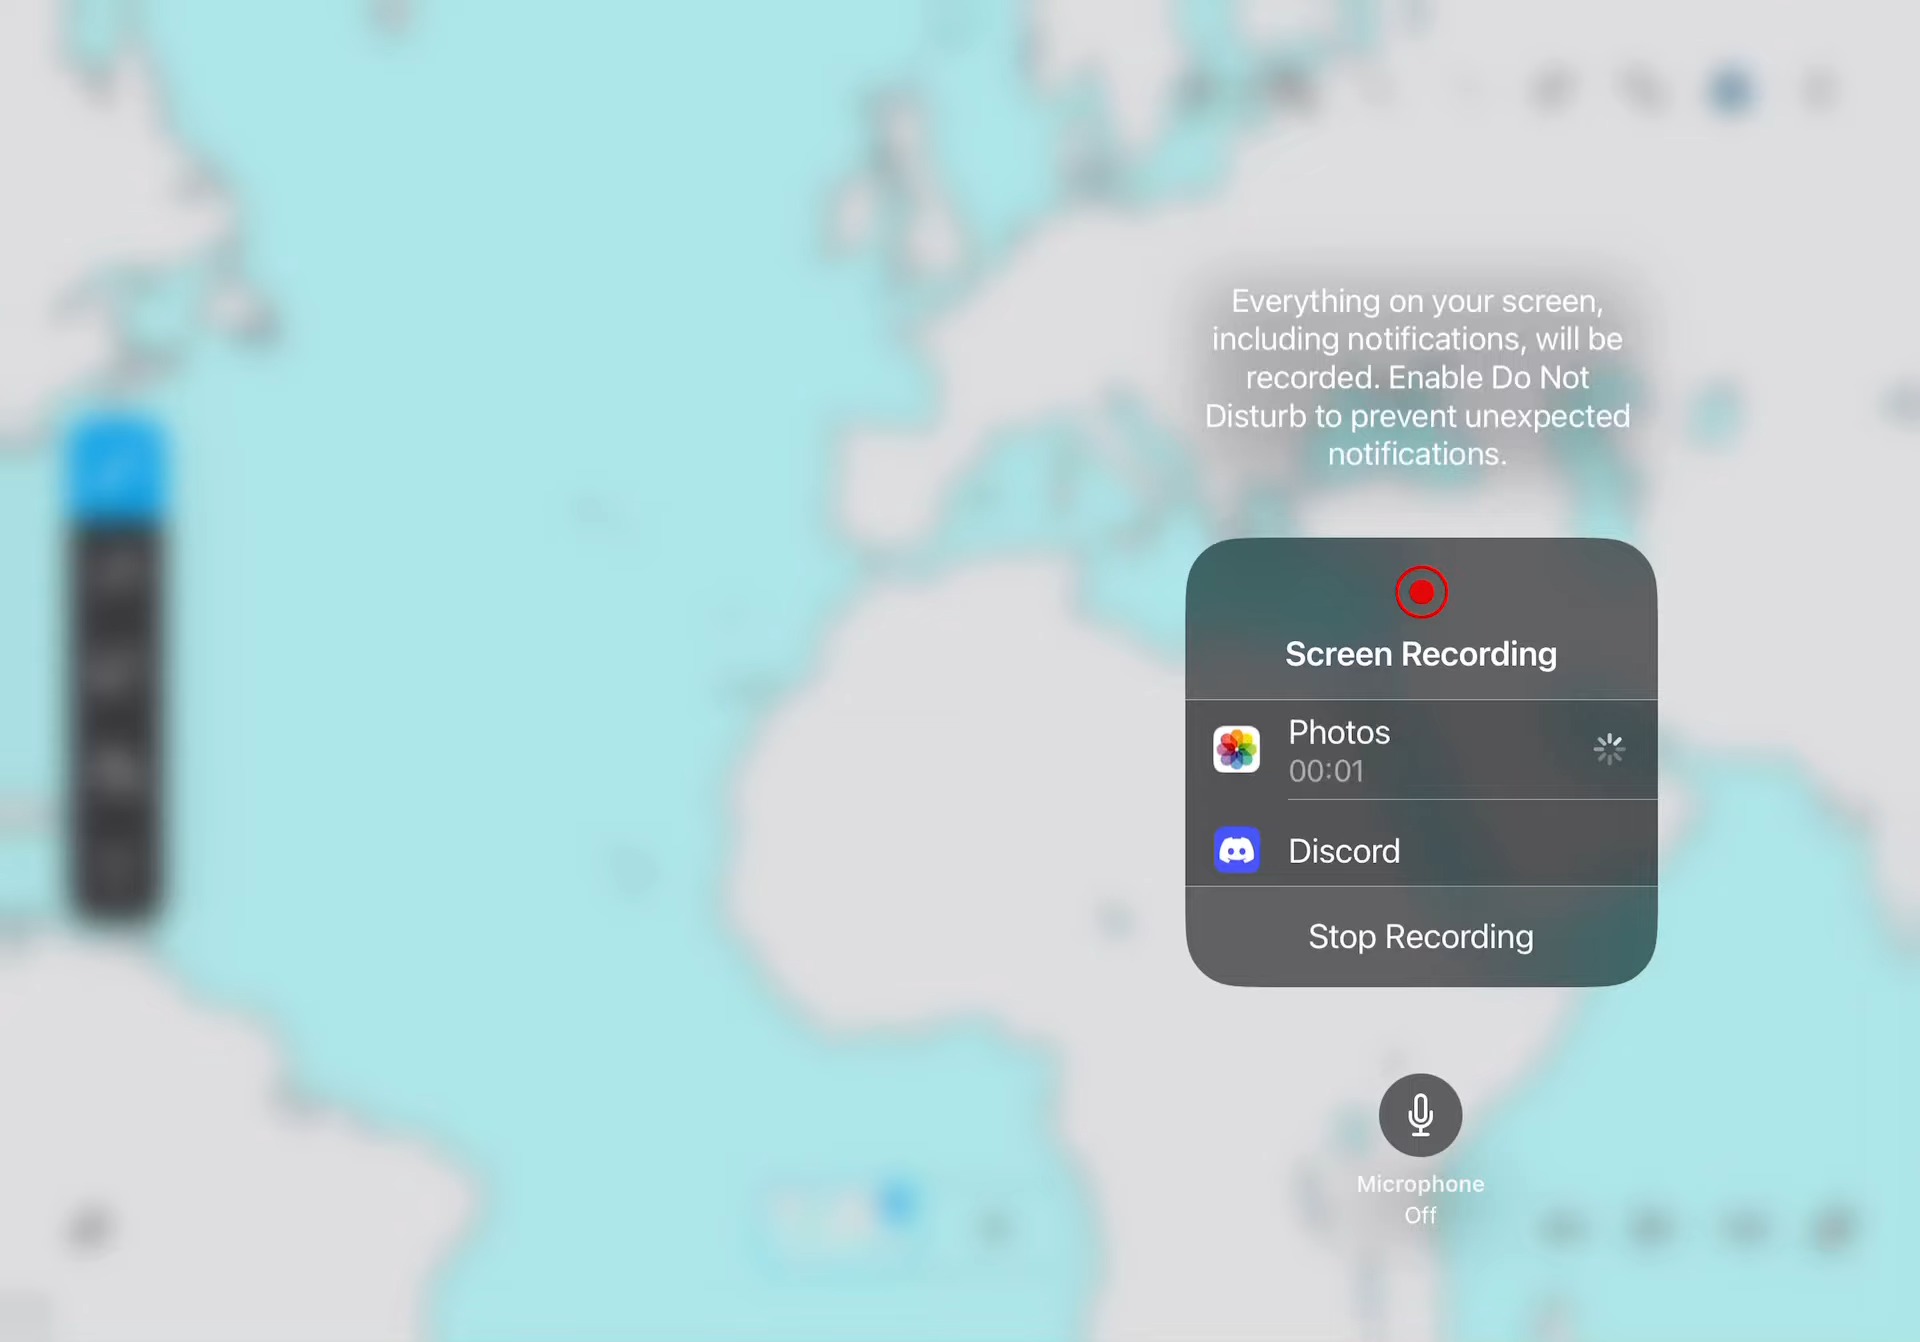 Everything on your screen,
including notifications, will be
recorded. Enable Do Not
Disturb to prevent unexpected
notifications.
Screen Recording
Photos
00:01
Discord
Stop Recording
Microphone
Off